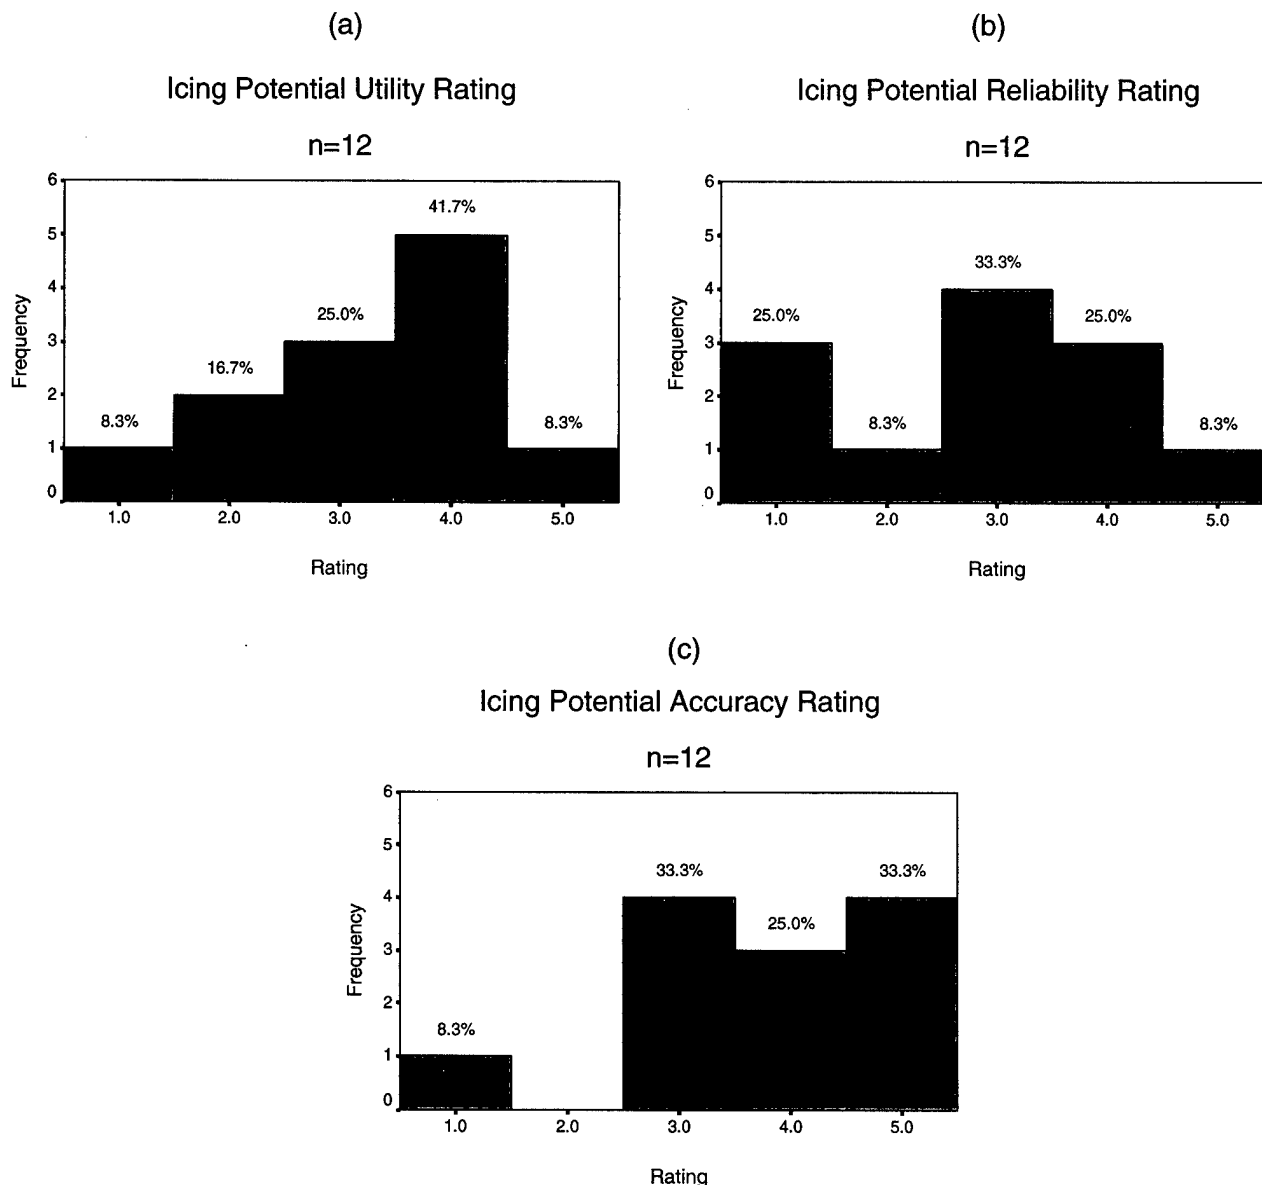 (a)
Icing Potential Utility Rating
n=12
6
5
4
3
2
1
0
Frequency
8.3%
16.7%
25.0%
41.7%
8.3%
1.0 2.0 3.0 4.0 5.0
Rating
(b)
Icing Potential Reliability Rating
n=12
6
5
4
3
2
1
0
Frequency
25.0%
8.3%
33.3%
25.0%
8.3%
1.0 2.0 3.0 4.0 5.0
Rating
(c)
Icing Potential Accuracy Rating
n=12
6
5
4
3
2
1
0
Frequency
8.3%
33.3%
25.0%
33.3%
1.0 2.0 3.0 4.0 5.0
Rating